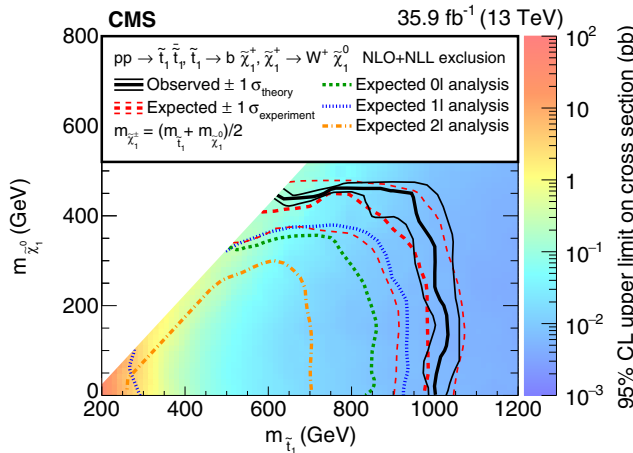 CMS 35.9 fb⁻¹ (13 TeV)
pp → t̃₁ t̃̄₁, t̃₁ → b χ̃₁⁺, χ̃₁⁺ → W⁺ χ̃₁⁰ NLO+NLL exclusion
Observed ± 1 σ_theory
Expected ± 1 σ_experiment
m_χ̃₁± = (m_t̃₁ + m_χ̃₁⁰)/2
Expected 0l analysis
Expected 1l analysis
Expected 2l analysis
m_χ̃₁⁰ (GeV)
800
600
400
200
0
200 400 600 800 1000 1200
m_t̃₁ (GeV)
10²
10
1
10⁻¹
10⁻²
10⁻³
95% CL upper limit on cross section (pb)